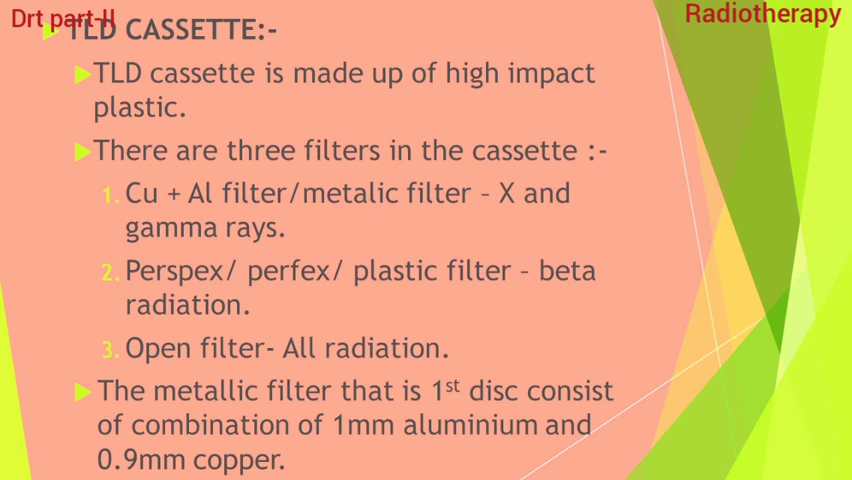 Drt part-II
Radiotherapy
TLD CASSETTE:-
TLD cassette is made up of high impact
plastic.
There are three filters in the cassette :-
1. Cu + Al filter/metalic filter – X and
gamma rays.
2. Perspex/ perfex/ plastic filter – beta
radiation.
3. Open filter- All radiation.
The metallic filter that is 1st disc consist
of combination of 1mm aluminium and
0.9mm copper.